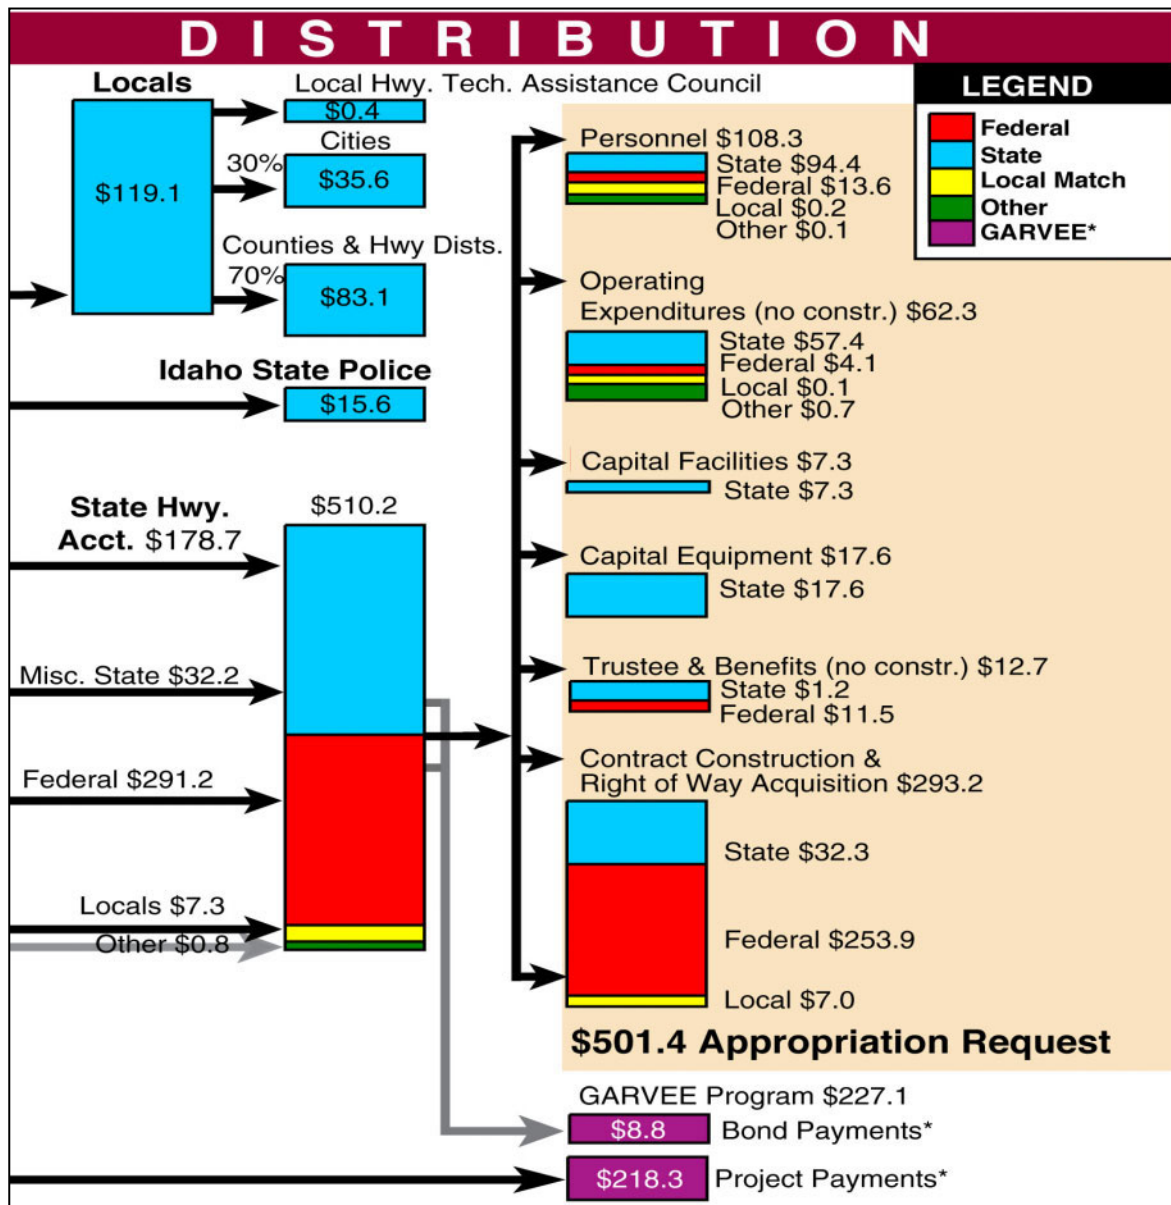 DISTRIBUTION
Locals
$119.1
Local Hwy. Tech. Assistance Council
$0.4
Cities
30%
$35.6
Counties & Hwy Dists.
70%
$83.1
Idaho State Police
$15.6
State Hwy.
Acct. $178.7
$510.2
Misc. State $32.2
Federal $291.2
Locals $7.3
Other $0.8
Personnel $108.3
State $94.4
Federal $13.6
Local $0.2
Other $0.1
Operating
Expenditures (no constr.) $62.3
State $57.4
Federal $4.1
Local $0.1
Other $0.7
Capital Facilities $7.3
State $7.3
Capital Equipment $17.6
State $17.6
Trustee & Benefits (no constr.) $12.7
State $1.2
Federal $11.5
Contract Construction &
Right of Way Acquisition $293.2
State $32.3
Federal $253.9
Local $7.0
$501.4 Appropriation Request
GARVEE Program $227.1
$8.8 Bond Payments*
$218.3 Project Payments*
LEGEND
Federal
State
Local Match
Other
GARVEE*